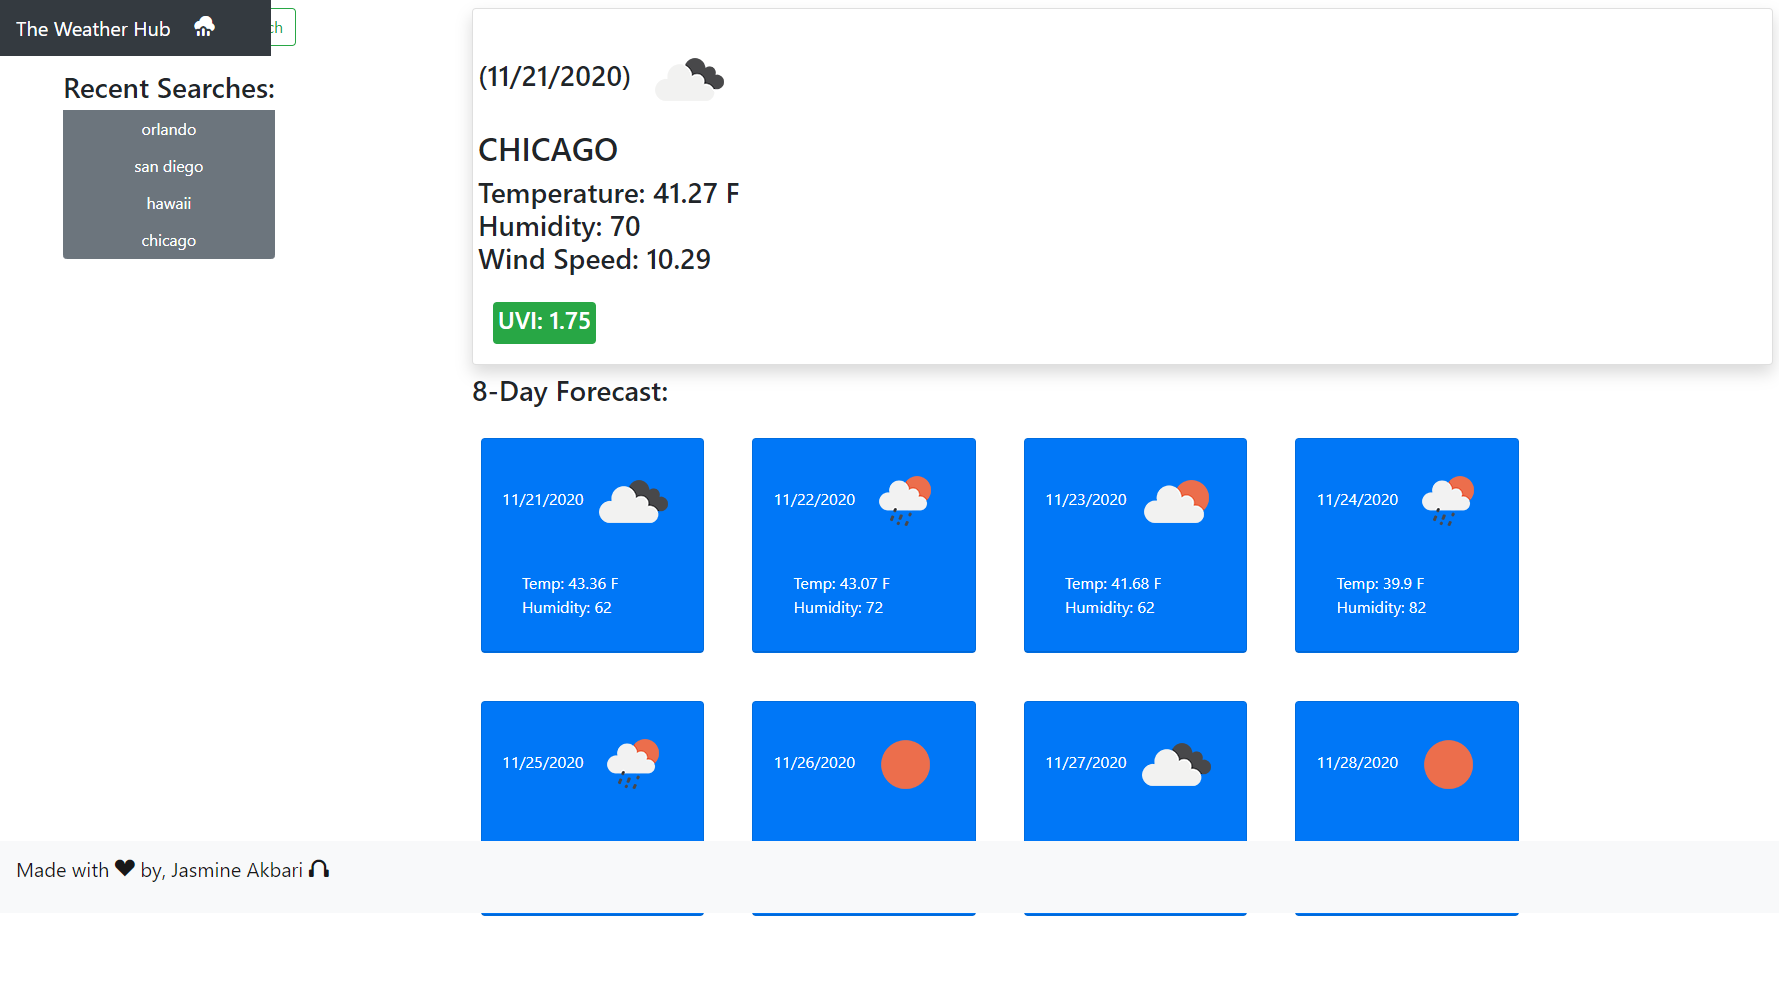 The Weather Hub
ch
Recent Searches:
orlando
san diego
hawaii
chicago
(11/21/2020)
CHICAGO
Temperature: 41.27 F
Humidity: 70
Wind Speed: 10.29
UVI: 1.75
8-Day Forecast:
11/21/2020
Temp: 43.36 F
Humidity: 62
11/22/2020
Temp: 43.07 F
Humidity: 72
11/23/2020
Temp: 41.68 F
Humidity: 62
11/24/2020
Temp: 39.9 F
Humidity: 82
11/25/2020
11/26/2020
11/27/2020
11/28/2020
Made with ❤ by, Jasmine Akbari